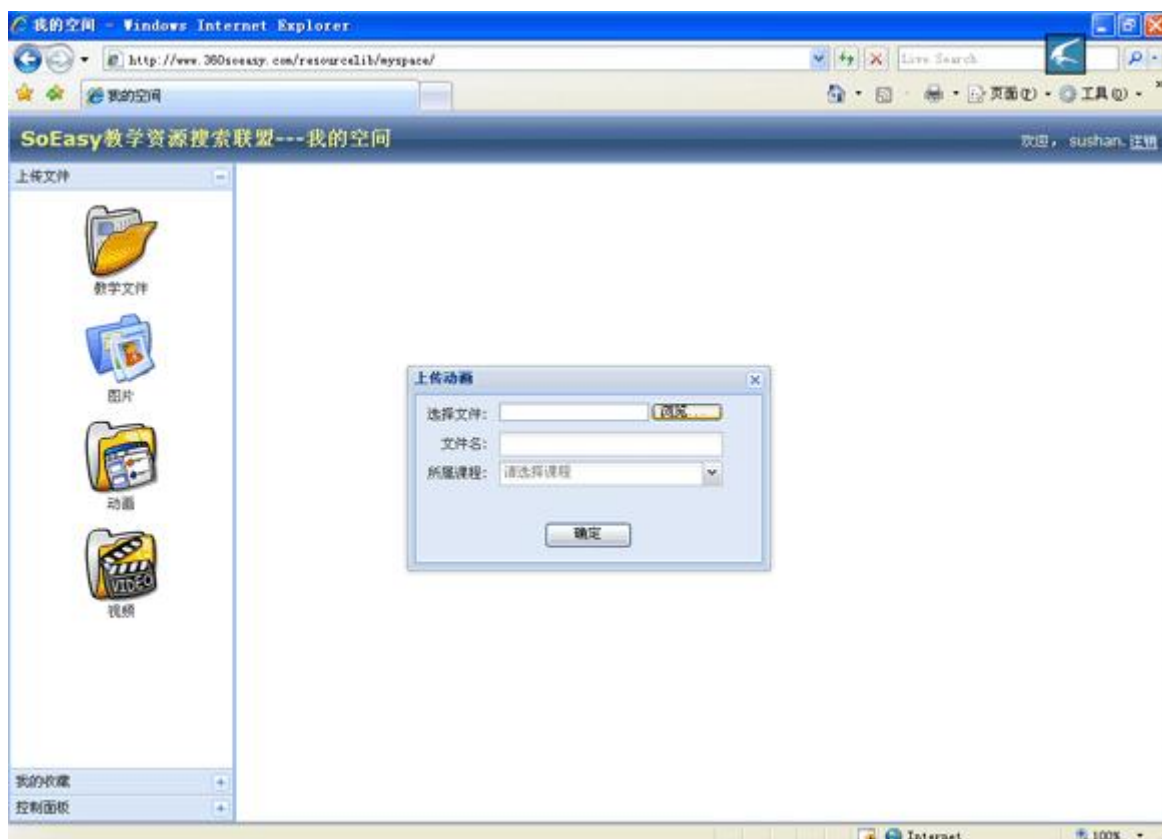 我的空间 - Windows Internet Explorer
http://www.360soeasy.com/resourcelib/myspace/
Live Search
我的空间
页面(P)
工具(O)
SoEasy教学资源搜索联盟---我的空间
欢迎，sushan.注销
上传文件
教学文件
图片
动画
VIDEO
视频
上传动画
选择文件:
浏览...
文件名:
所属课程:
请选择课程
确定
我的收藏
控制面板
Internet
100%